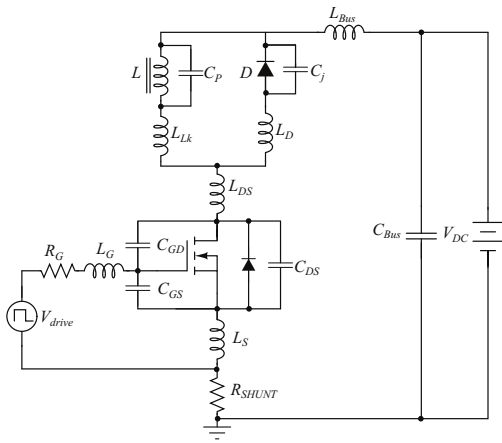 L_Bus
L
C_P
D
C_j
L_Lk
L_D
L_DS
C_GD
R_G
L_G
C_DS
C_GS
C_Bus
V_DC
V_drive
L_S
R_SHUNT